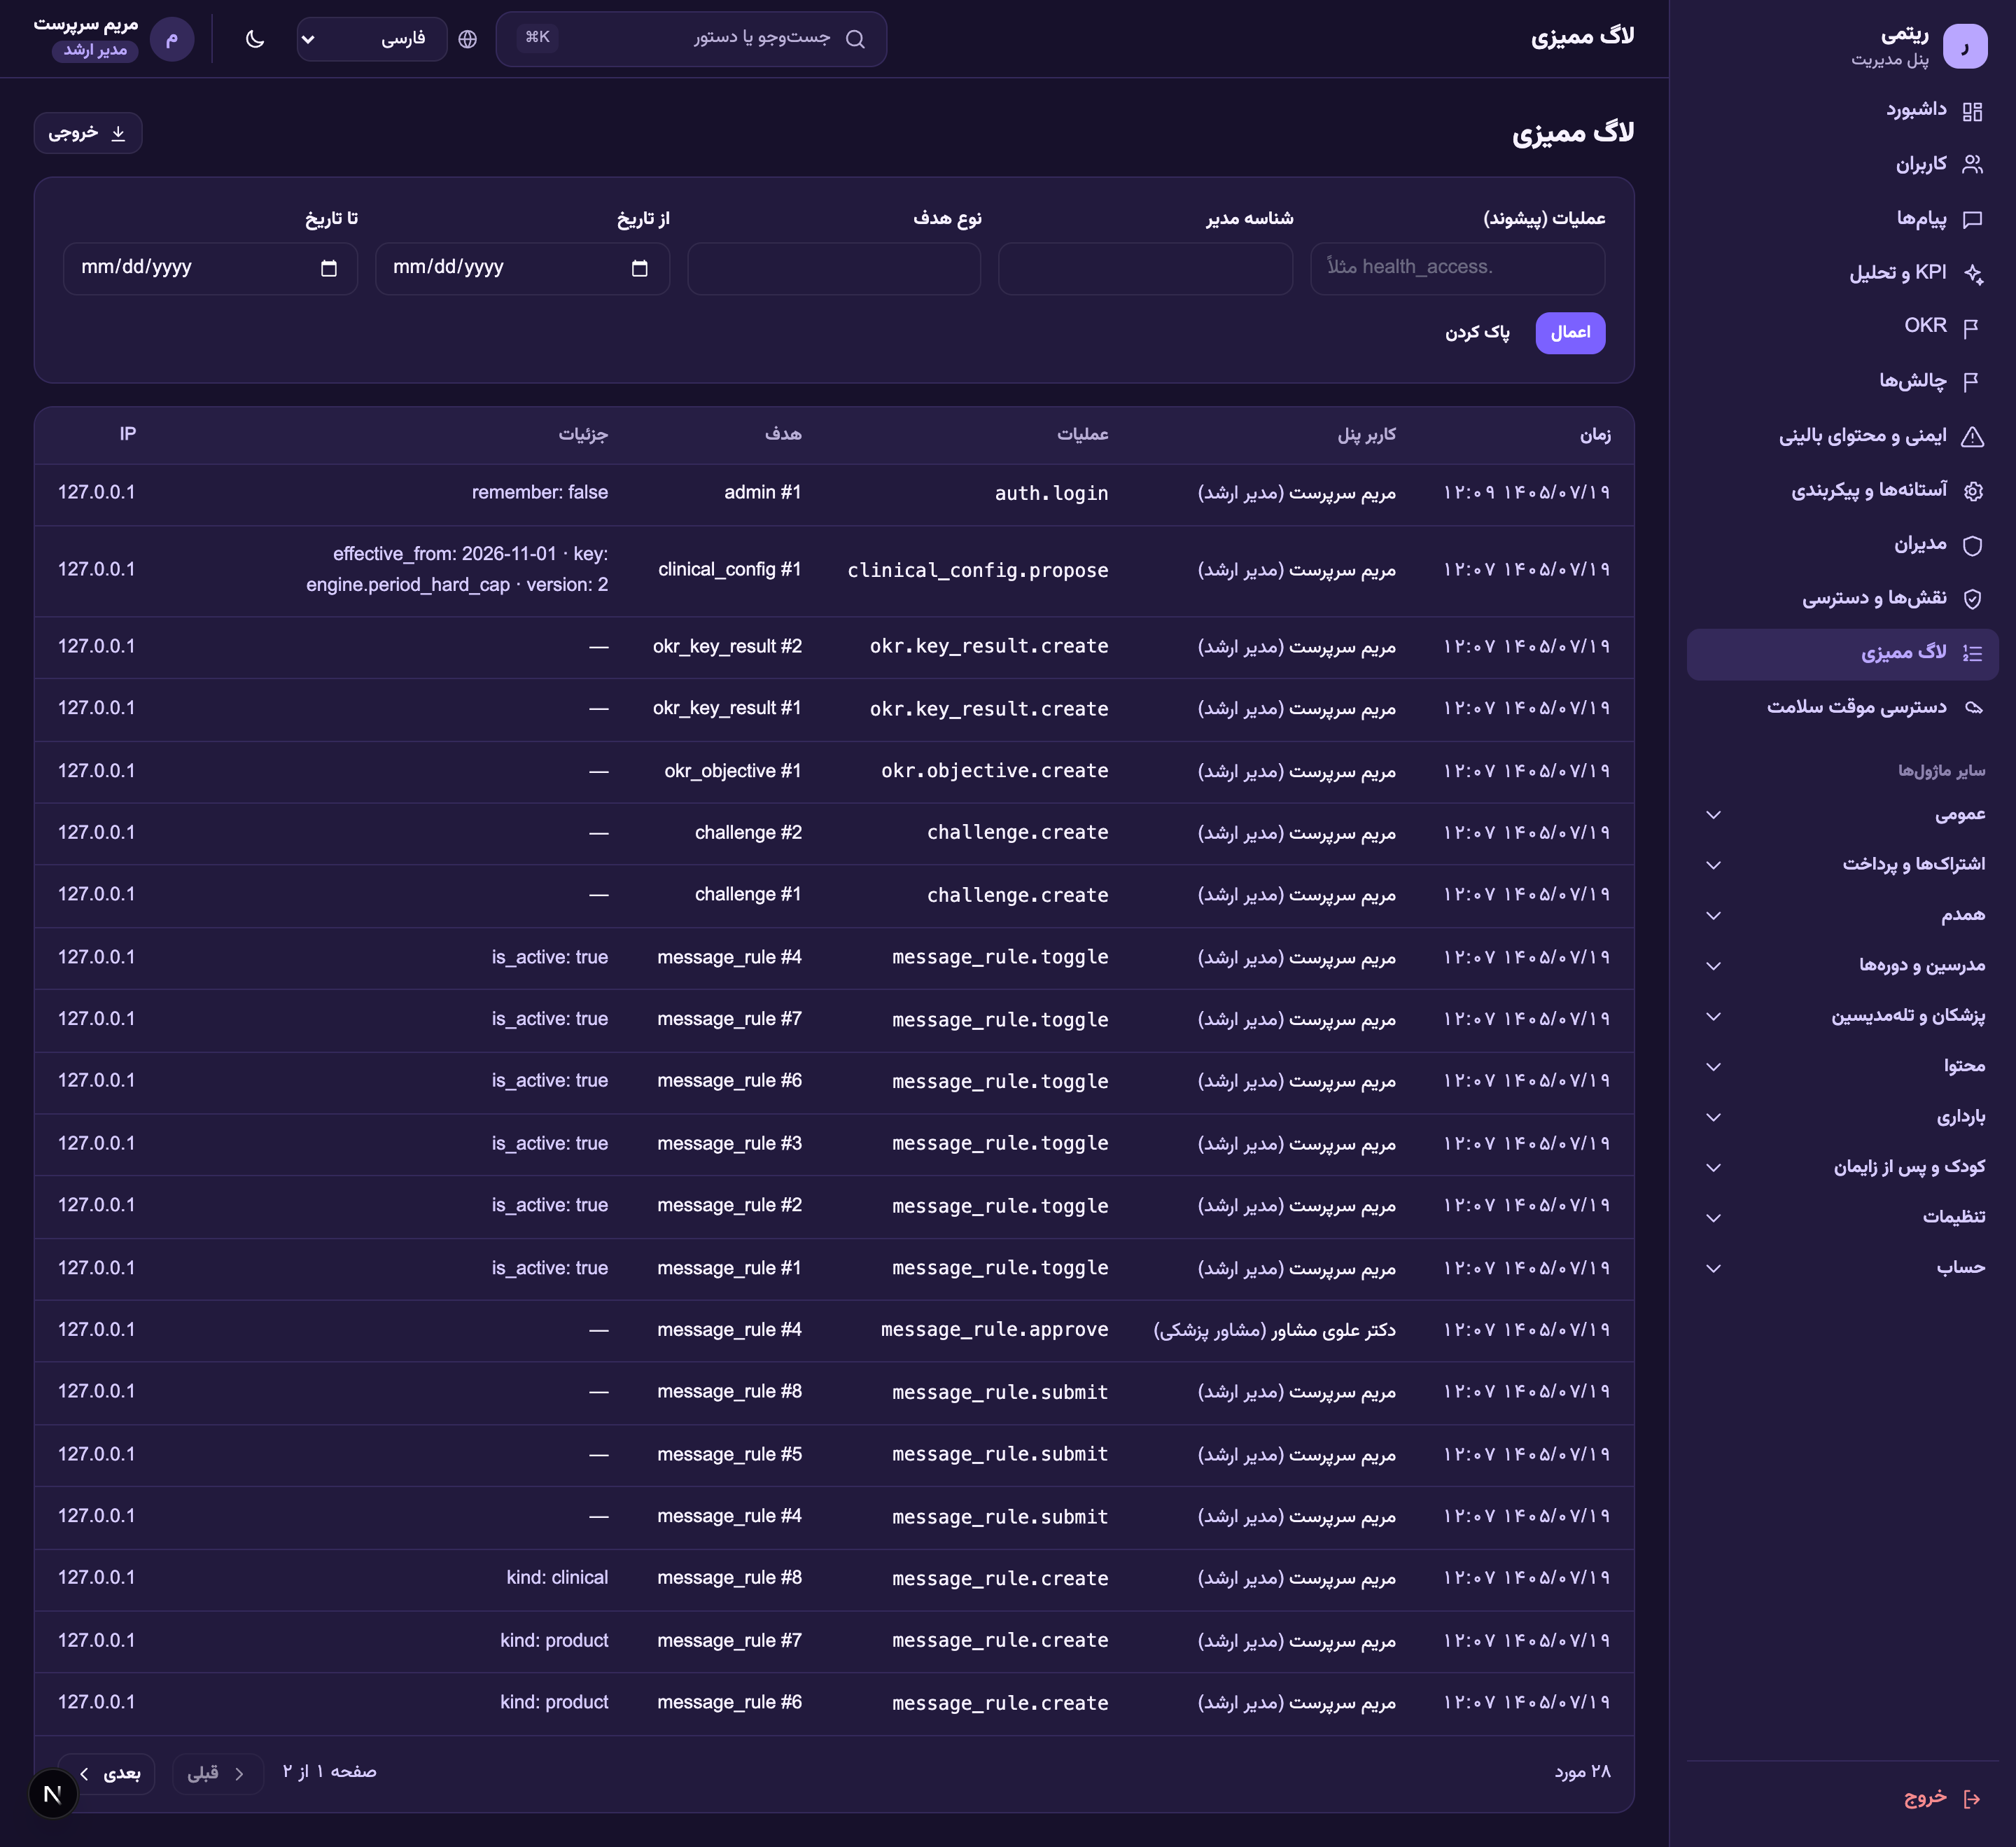 ر
ریتمی
پنل مدیریت
داشبورد
کاربران
پیام‌ها
KPI و تحلیل
OKR
چالش‌ها
ایمنی و محتوای بالینی
آستانه‌ها و پیکربندی
مدیران
نقش‌ها و دسترسی
لاگ ممیزی
دسترسی موقت سلامت
سایر ماژول‌ها
عمومی
اشتراک‌ها و پرداخت
همدم
مدرسین و دوره‌ها
پزشکان و تله‌مدیسین
محتوا
بارداری
کودک و پس از زایمان
تنظیمات
حساب
خروج
لاگ ممیزی
جست‌وجو یا دستور ⌘K
فارسی
م
مریم سرپرست
مدیر ارشد
لاگ ممیزی
خروجی
عملیات (پیشوند) شناسه مدیر نوع هدف از تاریخ تا تاریخ
مثلاً health_access. mm/dd/yyyy mm/dd/yyyy
اعمال پاک کردن
زمان کاربر پنل عملیات هدف جزئیات IP
۱۴۰۵/۰۷/۱۹ ۱۲:۰۹ مریم سرپرست (مدیر ارشد) auth.login admin #1 remember: false 127.0.0.1
۱۴۰۵/۰۷/۱۹ ۱۲:۰۷ مریم سرپرست (مدیر ارشد) clinical_config.propose clinical_config #1 effective_from: 2026-11-01 · key:
engine.period_hard_cap · version: 2 127.0.0.1
۱۴۰۵/۰۷/۱۹ ۱۲:۰۷ مریم سرپرست (مدیر ارشد) okr.key_result.create okr_key_result #2 — 127.0.0.1
۱۴۰۵/۰۷/۱۹ ۱۲:۰۷ مریم سرپرست (مدیر ارشد) okr.key_result.create okr_key_result #1 — 127.0.0.1
۱۴۰۵/۰۷/۱۹ ۱۲:۰۷ مریم سرپرست (مدیر ارشد) okr.objective.create okr_objective #1 — 127.0.0.1
۱۴۰۵/۰۷/۱۹ ۱۲:۰۷ مریم سرپرست (مدیر ارشد) challenge.create challenge #2 — 127.0.0.1
۱۴۰۵/۰۷/۱۹ ۱۲:۰۷ مریم سرپرست (مدیر ارشد) challenge.create challenge #1 — 127.0.0.1
۱۴۰۵/۰۷/۱۹ ۱۲:۰۷ مریم سرپرست (مدیر ارشد) message_rule.toggle message_rule #4 is_active: true 127.0.0.1
۱۴۰۵/۰۷/۱۹ ۱۲:۰۷ مریم سرپرست (مدیر ارشد) message_rule.toggle message_rule #7 is_active: true 127.0.0.1
۱۴۰۵/۰۷/۱۹ ۱۲:۰۷ مریم سرپرست (مدیر ارشد) message_rule.toggle message_rule #6 is_active: true 127.0.0.1
۱۴۰۵/۰۷/۱۹ ۱۲:۰۷ مریم سرپرست (مدیر ارشد) message_rule.toggle message_rule #3 is_active: true 127.0.0.1
۱۴۰۵/۰۷/۱۹ ۱۲:۰۷ مریم سرپرست (مدیر ارشد) message_rule.toggle message_rule #2 is_active: true 127.0.0.1
۱۴۰۵/۰۷/۱۹ ۱۲:۰۷ مریم سرپرست (مدیر ارشد) message_rule.toggle message_rule #1 is_active: true 127.0.0.1
۱۴۰۵/۰۷/۱۹ ۱۲:۰۷ دکتر علوی مشاور (مشاور پزشکی) message_rule.approve message_rule #4 — 127.0.0.1
۱۴۰۵/۰۷/۱۹ ۱۲:۰۷ مریم سرپرست (مدیر ارشد) message_rule.submit message_rule #8 — 127.0.0.1
۱۴۰۵/۰۷/۱۹ ۱۲:۰۷ مریم سرپرست (مدیر ارشد) message_rule.submit message_rule #5 — 127.0.0.1
۱۴۰۵/۰۷/۱۹ ۱۲:۰۷ مریم سرپرست (مدیر ارشد) message_rule.submit message_rule #4 — 127.0.0.1
۱۴۰۵/۰۷/۱۹ ۱۲:۰۷ مریم سرپرست (مدیر ارشد) message_rule.create message_rule #8 kind: clinical 127.0.0.1
۱۴۰۵/۰۷/۱۹ ۱۲:۰۷ مریم سرپرست (مدیر ارشد) message_rule.create message_rule #7 kind: product 127.0.0.1
۱۴۰۵/۰۷/۱۹ ۱۲:۰۷ مریم سرپرست (مدیر ارشد) message_rule.create message_rule #6 kind: product 127.0.0.1
۲۸ مورد صفحه ۱ از ۲ قبلی بعدی
N